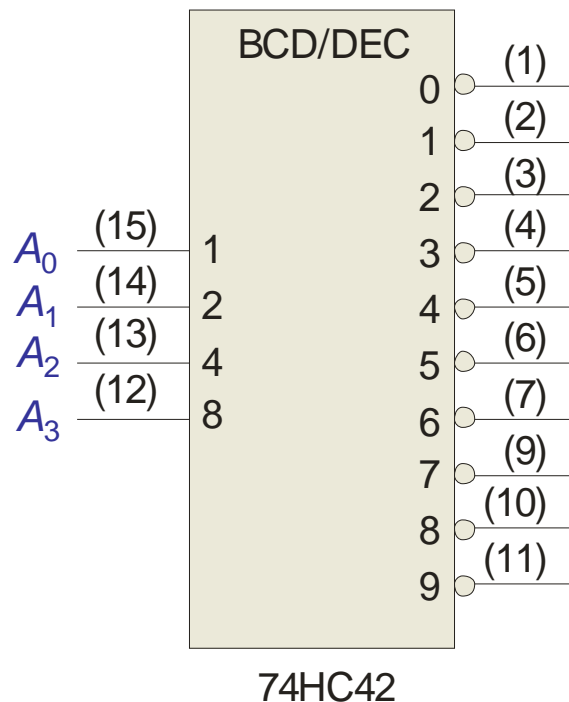 BCD/DEC
0 (1)
1 (2)
2 (3)
A0 (15) 1 3 (4)
A1 (14) 2 4 (5)
A2 (13) 4 5 (6)
A3 (12) 8 6 (7)
7 (9)
8 (10)
9 (11)
74HC42